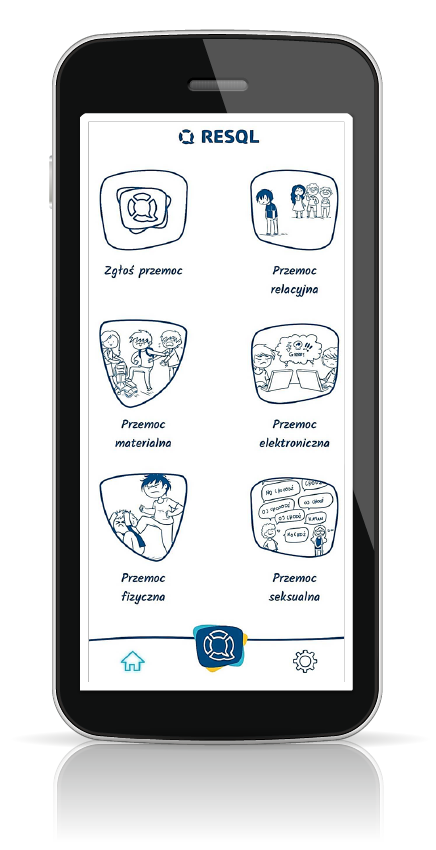 RESQL
Zgłoś przemoc
Przemoc
relacyjna
Przemoc
materialna
Przemoc
elektroniczna
Przemoc
fizyczna
Przemoc
seksualna